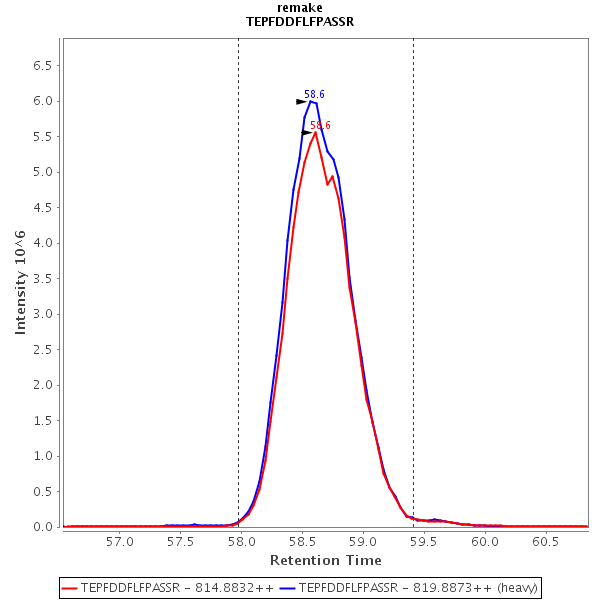 remake
TEPFDDFLFPASSR
Intensity 10^6
6.5
6.0
5.5
5.0
4.5
4.0
3.5
3.0
2.5
2.0
1.5
1.0
0.5
0.0
58.6
58.6
57.0 57.5 58.0 58.5 59.0 59.5 60.0 60.5
Retention Time
TEPFDDFLFPASSR - 814.8832++ TEPFDDFLFPASSR - 819.8873++ (heavy)